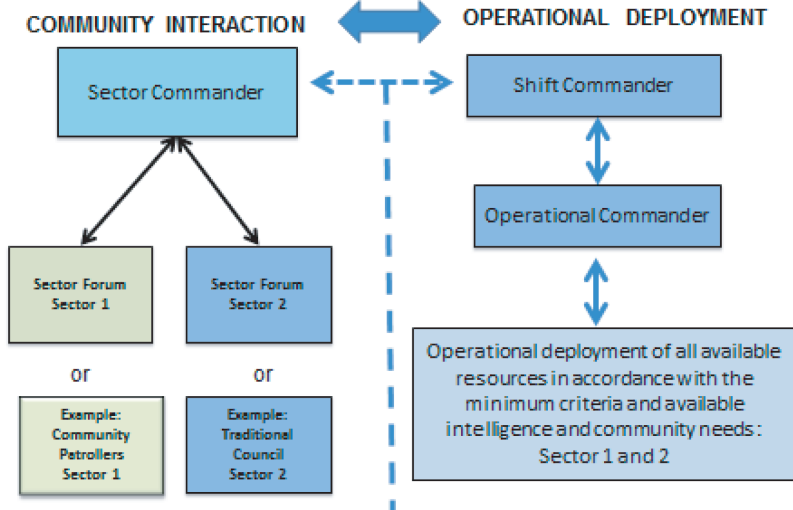 COMMUNITY INTERACTION
Sector Commander
Sector Forum
Sector 1
Sector Forum
Sector 2
or
or
Example:
Community
Patrollers
Sector 1
Example:
Traditional
Council
Sector 2
OPERATIONAL DEPLOYMENT
Shift Commander
Operational Commander
Operational deployment of all available
resources in accordance with the
minimum criteria and available
intelligence and community needs:
Sector 1 and 2